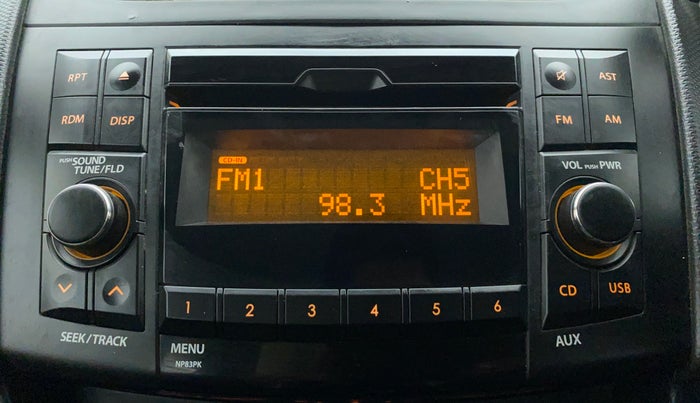 RPT
AST
RDM DISP
FM AM
PUSH SOUND
TUNE/FLD
VOL PUSH PWR
CD-IN
FM1 CH5
98.3 MHz
CD USB
1 2 3 4 5 6
SEEK/TRACK
MENU
AUX
NP83PK